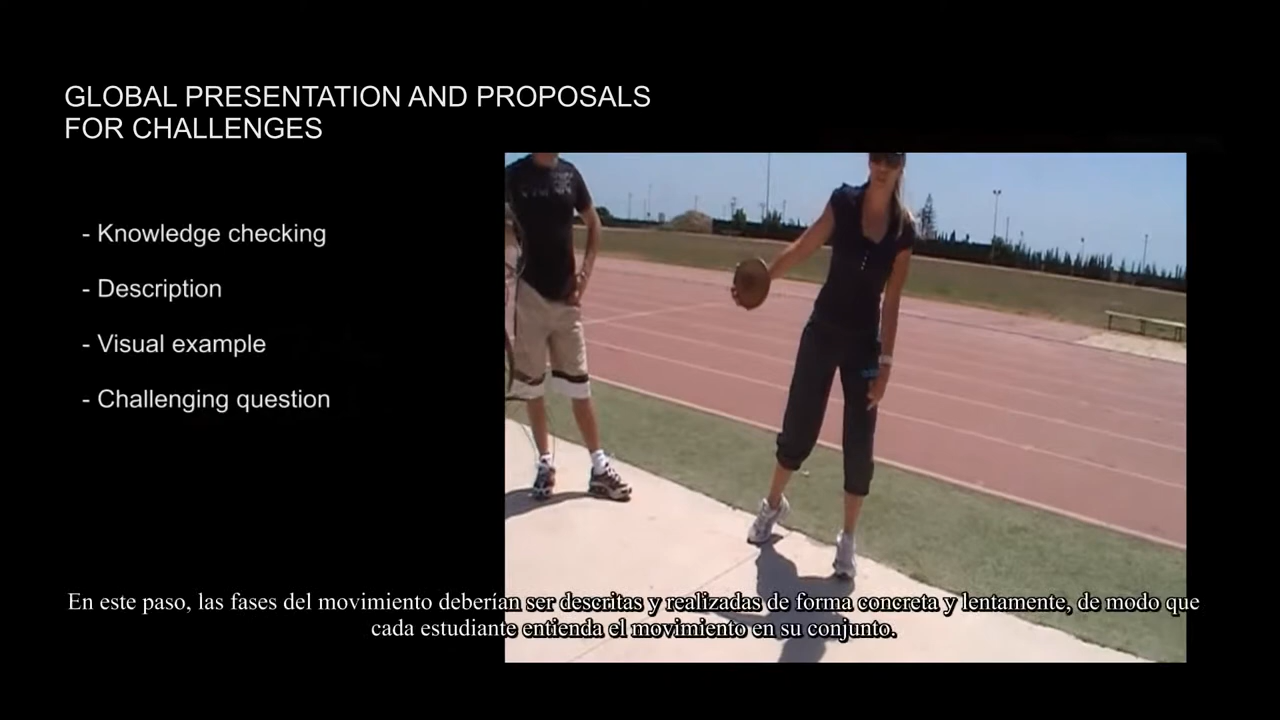 GLOBAL PRESENTATION AND PROPOSALS
FOR CHALLENGES
- Knowledge checking
- Description
- Visual example
- Challenging question
En este paso, las fases del movimiento deberían ser descritas y realizadas de forma concreta y lentamente, de modo que
cada estudiante entienda el movimiento en su conjunto.